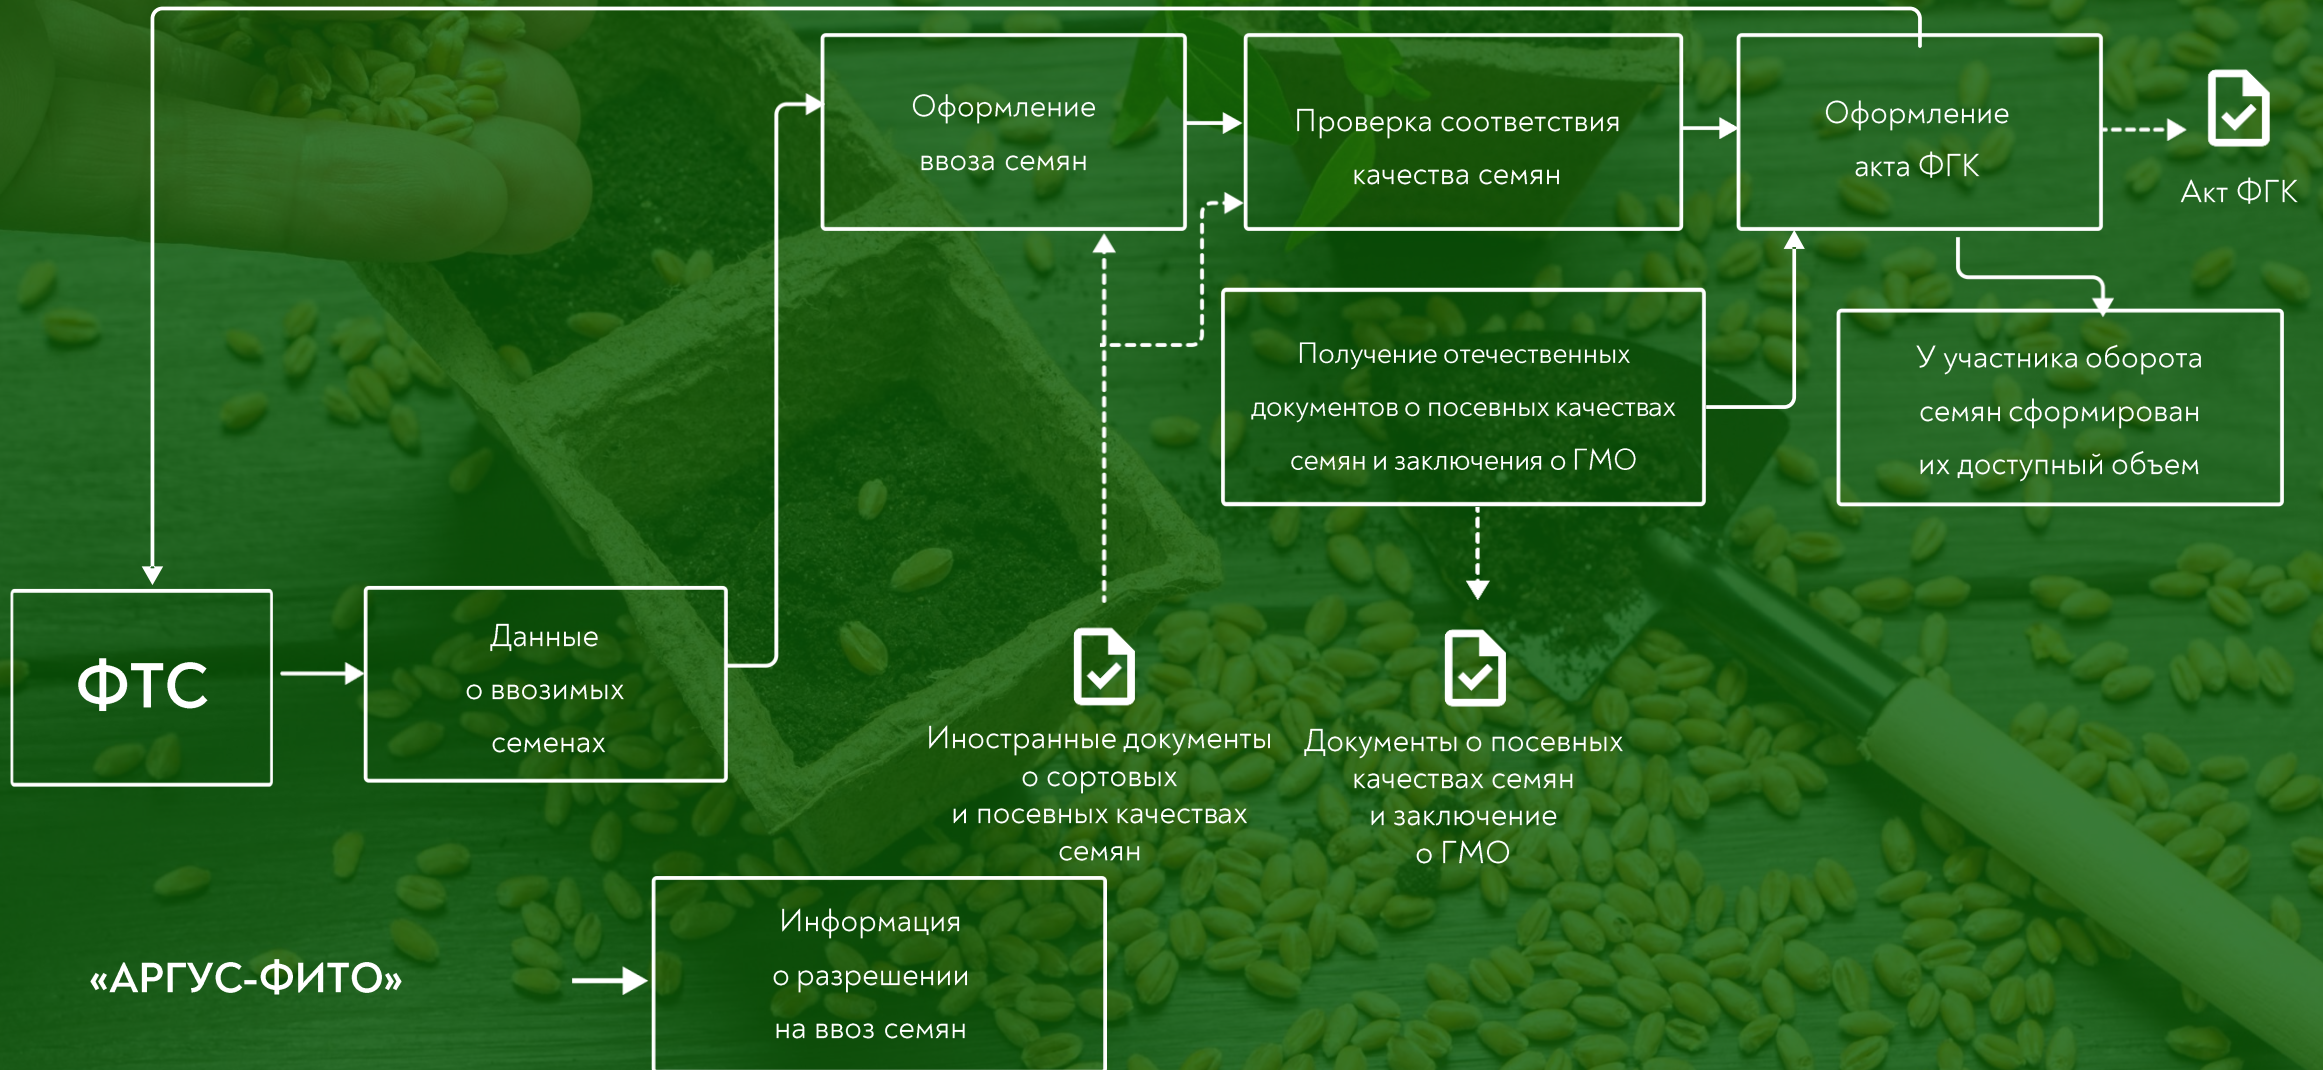 Оформление
ввоза семян
Проверка соответствия
качества семян
Оформление
акта ФГК
Акт ФГК
Получение отечественных
документов о посевных качествах
семян и заключения о ГМО
У участника оборота
семян сформирован
их доступный объем
ФТС
Данные
о ввозимых
семенах
Иностранные документы
о сортовых
и посевных качествах
семян
Документы о посевных
качествах семян
и заключение
о ГМО
«АРГУС-ФИТО»
Информация
о разрешении
на ввоз семян